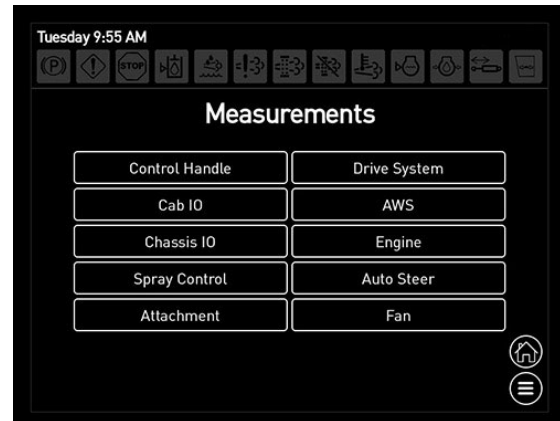 Tuesday 9:55 AM
P
STOP
Measurements
Control Handle
Drive System
Cab IO
AWS
Chassis IO
Engine
Spray Control
Auto Steer
Attachment
Fan